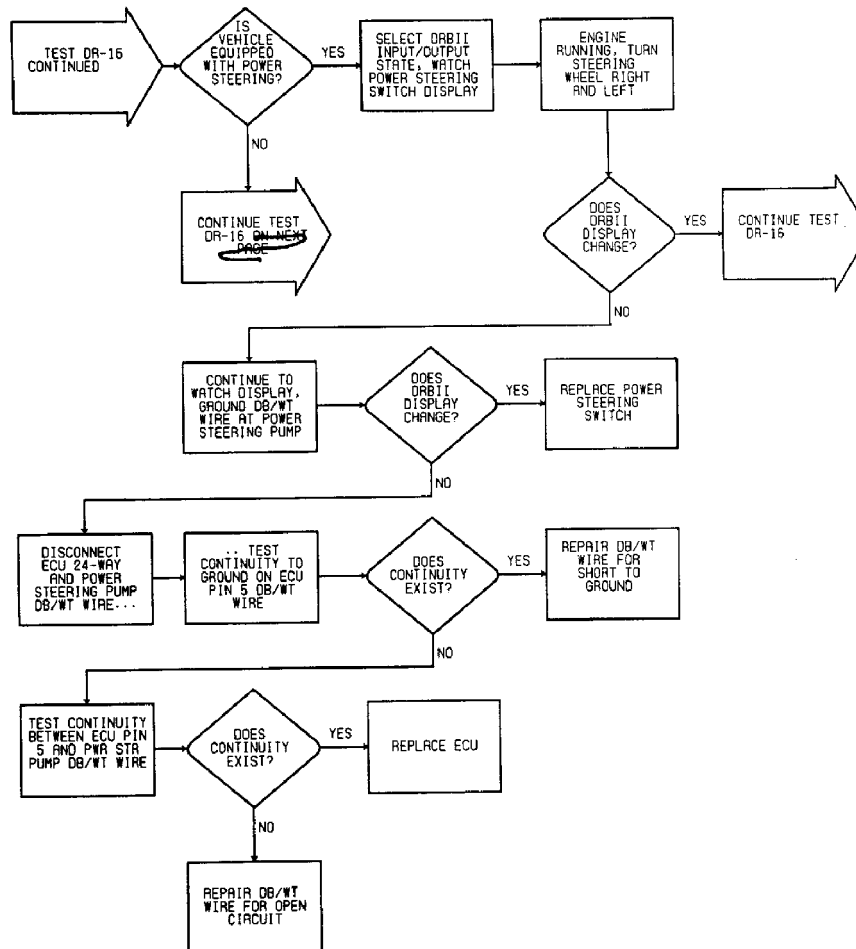 TEST DR-16
CONTINUED
IS
VEHICLE
EQUIPPED
WITH POWER
STEERING?
YES
SELECT DRBII
INPUT/OUTPUT
STATE, WATCH
POWER STEERING
SWITCH DISPLAY
ENGINE
RUNNING, TURN
STEERING
WHEEL RIGHT
AND LEFT
NO
CONTINUE TEST
DR-16 ON NEXT
PAGE
DOES
DRBII
DISPLAY
CHANGE?
YES
CONTINUE TEST
DR-16
NO
CONTINUE TO
WATCH DISPLAY,
GROUND DB/WT
WIRE AT POWER
STEERING PUMP
DOES
DRBII
DISPLAY
CHANGE?
YES
REPLACE POWER
STEERING
SWITCH
NO
DISCONNECT
ECU 24-WAY
AND POWER
STEERING PUMP
DB/WT WIRE...
.. TEST
CONTINUITY TO
GROUND ON ECU
PIN 5 DB/WT
WIRE
DOES
CONTINUITY
EXIST?
YES
REPAIR DB/WT
WIRE FOR
SHORT TO
GROUND
NO
TEST CONTINUITY
BETWEEN ECU PIN
5 AND PWR STR
PUMP DB/WT WIRE
DOES
CONTINUITY
EXIST?
YES
REPLACE ECU
NO
REPAIR DB/WT
WIRE FOR OPEN
CIRCUIT